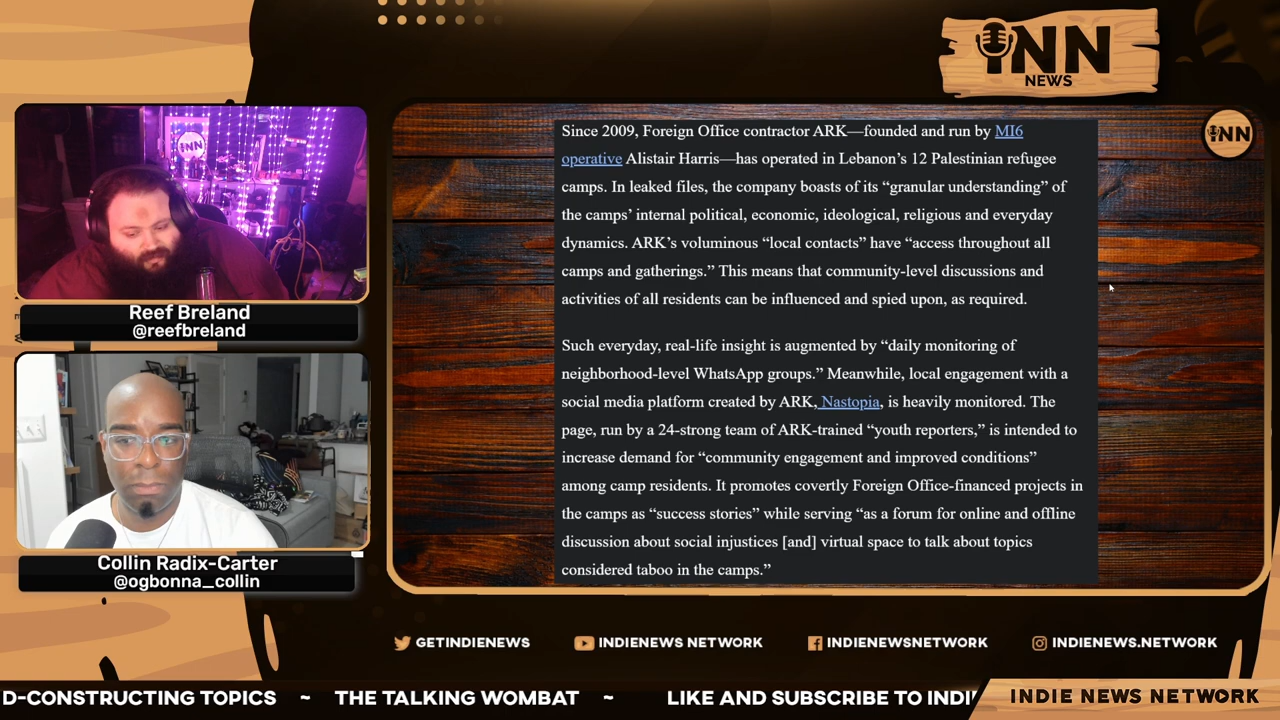 INN
NEWS
INN
INN
Since 2009, Foreign Office contractor ARK—founded and run by MI6
operative Alistair Harris—has operated in Lebanon’s 12 Palestinian refugee
camps. In leaked files, the company boasts of its “granular understanding” of
the camps’ internal political, economic, ideological, religious and everyday
dynamics. ARK’s voluminous “local contacts” have “access throughout all
camps and gatherings.” This means that community-level discussions and
activities of all residents can be influenced and spied upon, as required.
Such everyday, real-life insight is augmented by “daily monitoring of
neighborhood-level WhatsApp groups.” Meanwhile, local engagement with a
social media platform created by ARK, Nastopia, is heavily monitored. The
page, run by a 24-strong team of ARK-trained “youth reporters,” is intended to
increase demand for “community engagement and improved conditions”
among camp residents. It promotes covertly Foreign Office-financed projects in
the camps as “success stories” while serving “as a forum for online and offline
discussion about social injustices [and] virtual space to talk about topics
considered taboo in the camps.”
Reef Breland
@reefbreland
Collin Radix-Carter
@ogbonna_collin
GETINDIENEWS
INDIENEWS NETWORK
INDIENEWSNETWORK
INDIENEWS.NETWORK
D-CONSTRUCTING TOPICS ~ THE TALKING WOMBAT ~ LIKE AND SUBSCRIBE TO INDI
INDIE NEWS NETWORK